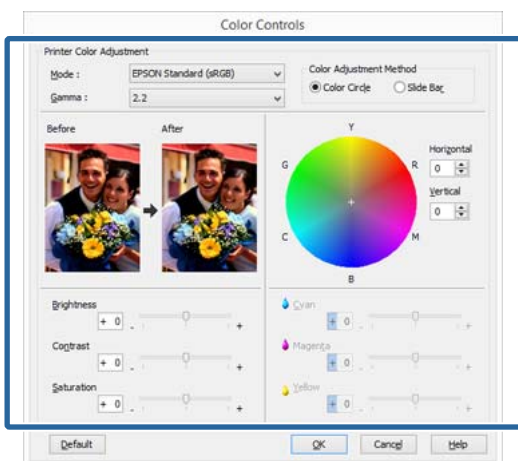 Color Controls
Printer Color Adjustment
Mode : EPSON Standard (sRGB)
Gamma : 2.2
Color Adjustment Method
Color Circle Slide Bar
Before After
Y
G R
C M
B
Horizontal
0
Vertical
0
Brightness
+ 0 - +
Contrast
+ 0 - +
Saturation
+ 0 - +
Cyan
+ 0 - +
Magenta
+ 0 - +
Yellow
+ 0 - +
Default OK Cancel Help